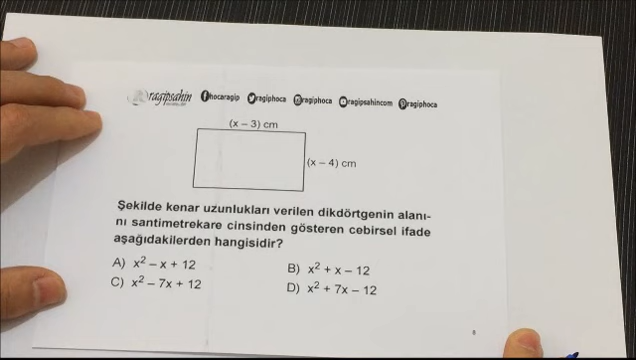 ragipsahin hocaragip ragiphoca ragiphoca ragipsahincom ragiphoca
(x – 3) cm
(x – 4) cm
Şekilde kenar uzunlukları verilen dikdörtgenin alanı-
nı santimetrekare cinsinden gösteren cebirsel ifade
aşağıdakilerden hangisidir?
A) x² – x + 12 B) x² + x – 12
C) x² – 7x + 12 D) x² + 7x – 12